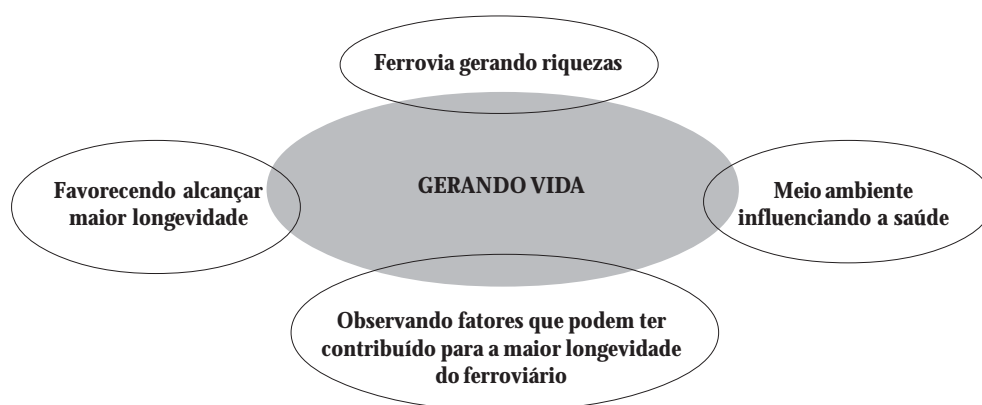 Ferrovia gerando riquezas
Favorecendo alcançar
maior longevidade
GERANDO VIDA
Meio ambiente
influenciando a saúde
Observando fatores que podem ter
contribuído para a maior longevidade
do ferroviário